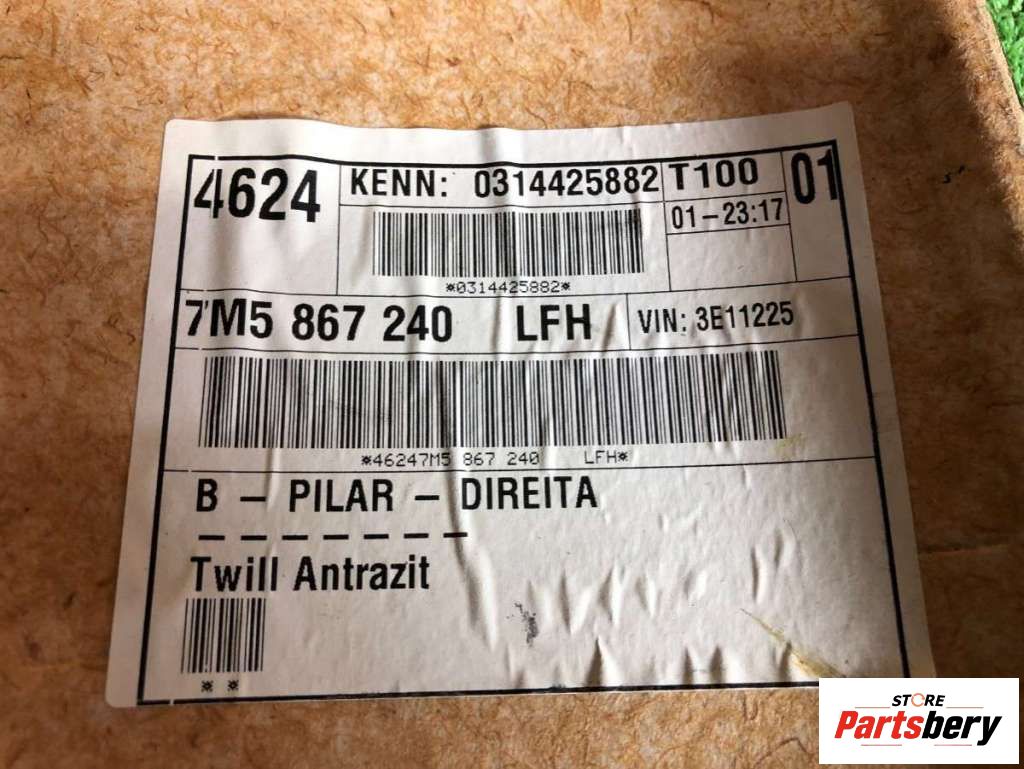 4624
KENN: 0314425882
T100
01
01-23:17
*0314425882*
7M5 867 240 LFH
VIN: 3E11225
*46247M5 867 240 LFH*
B - PILAR - DIREITA
- - - - - - -
Twill Antrazit
* *
STORE
Partsbery